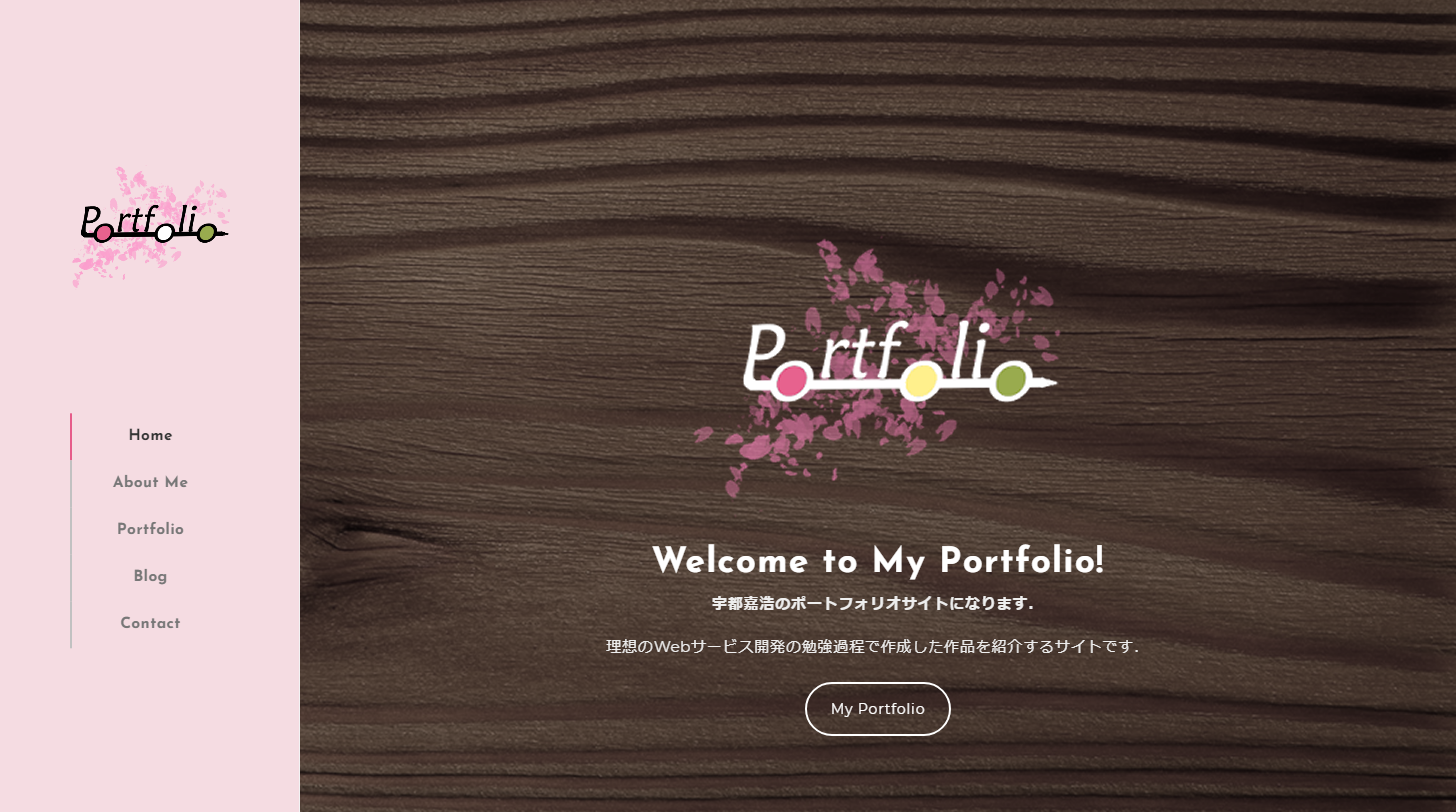 Portfolio
Home
About Me
Portfolio
Blog
Contact
Portfolio
Welcome to My Portfolio!
宇都嘉浩のポートフォリオサイトになります.
理想のWebサービス開発の勉強過程で作成した作品を紹介するサイトです.
My Portfolio